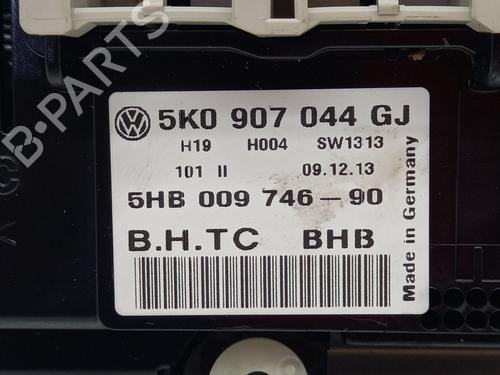 B-PARTS
5K0 907 044 GJ
H19 H004 SW1313
101 II 09.12.13
5HB 009 746-90
B.H.TC BHB
Made in Germany